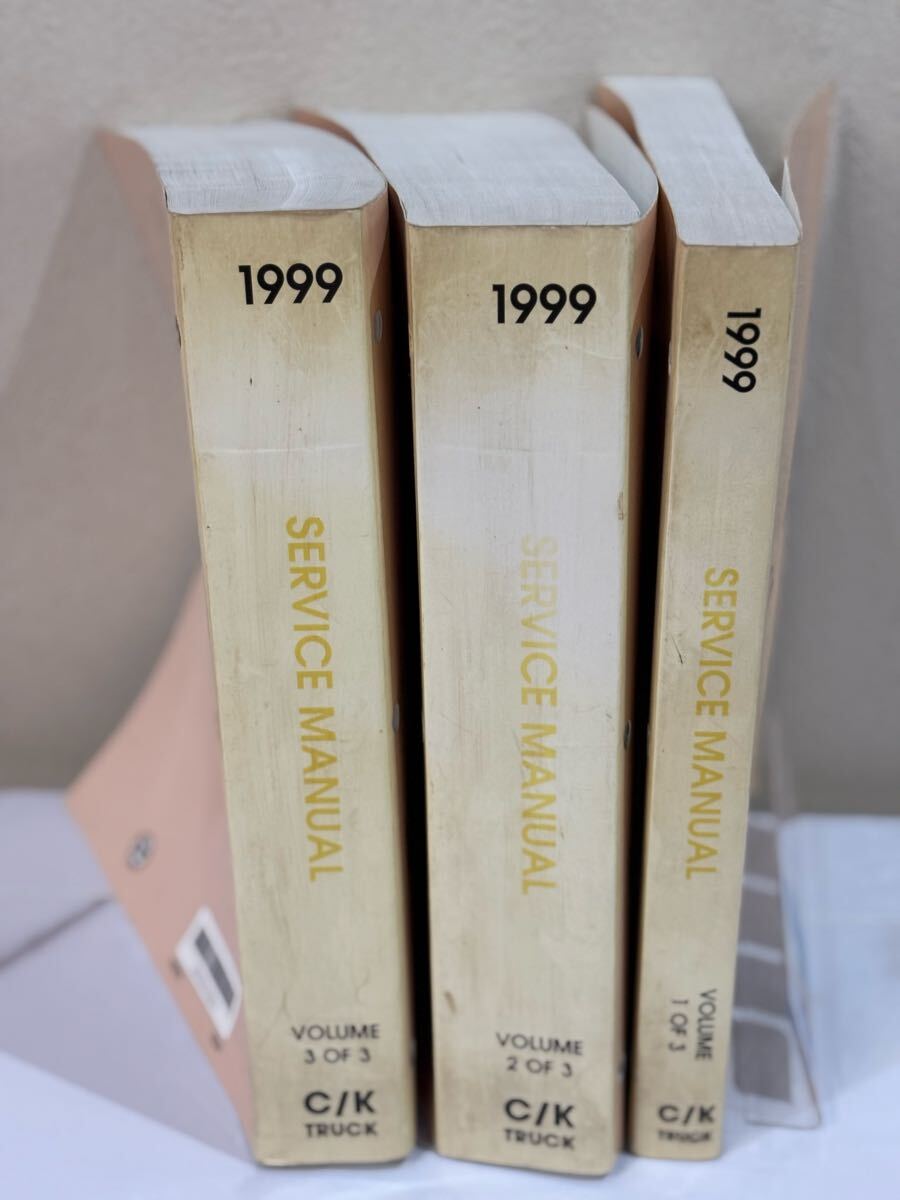 1999
SERVICE MANUAL
VOLUME
3 OF 3
C/K
TRUCK
1999
SERVICE MANUAL
VOLUME
2 OF 3
C/K
TRUCK
1999
SERVICE MANUAL
VOLUME
1 OF 3
C/K
TRUCK